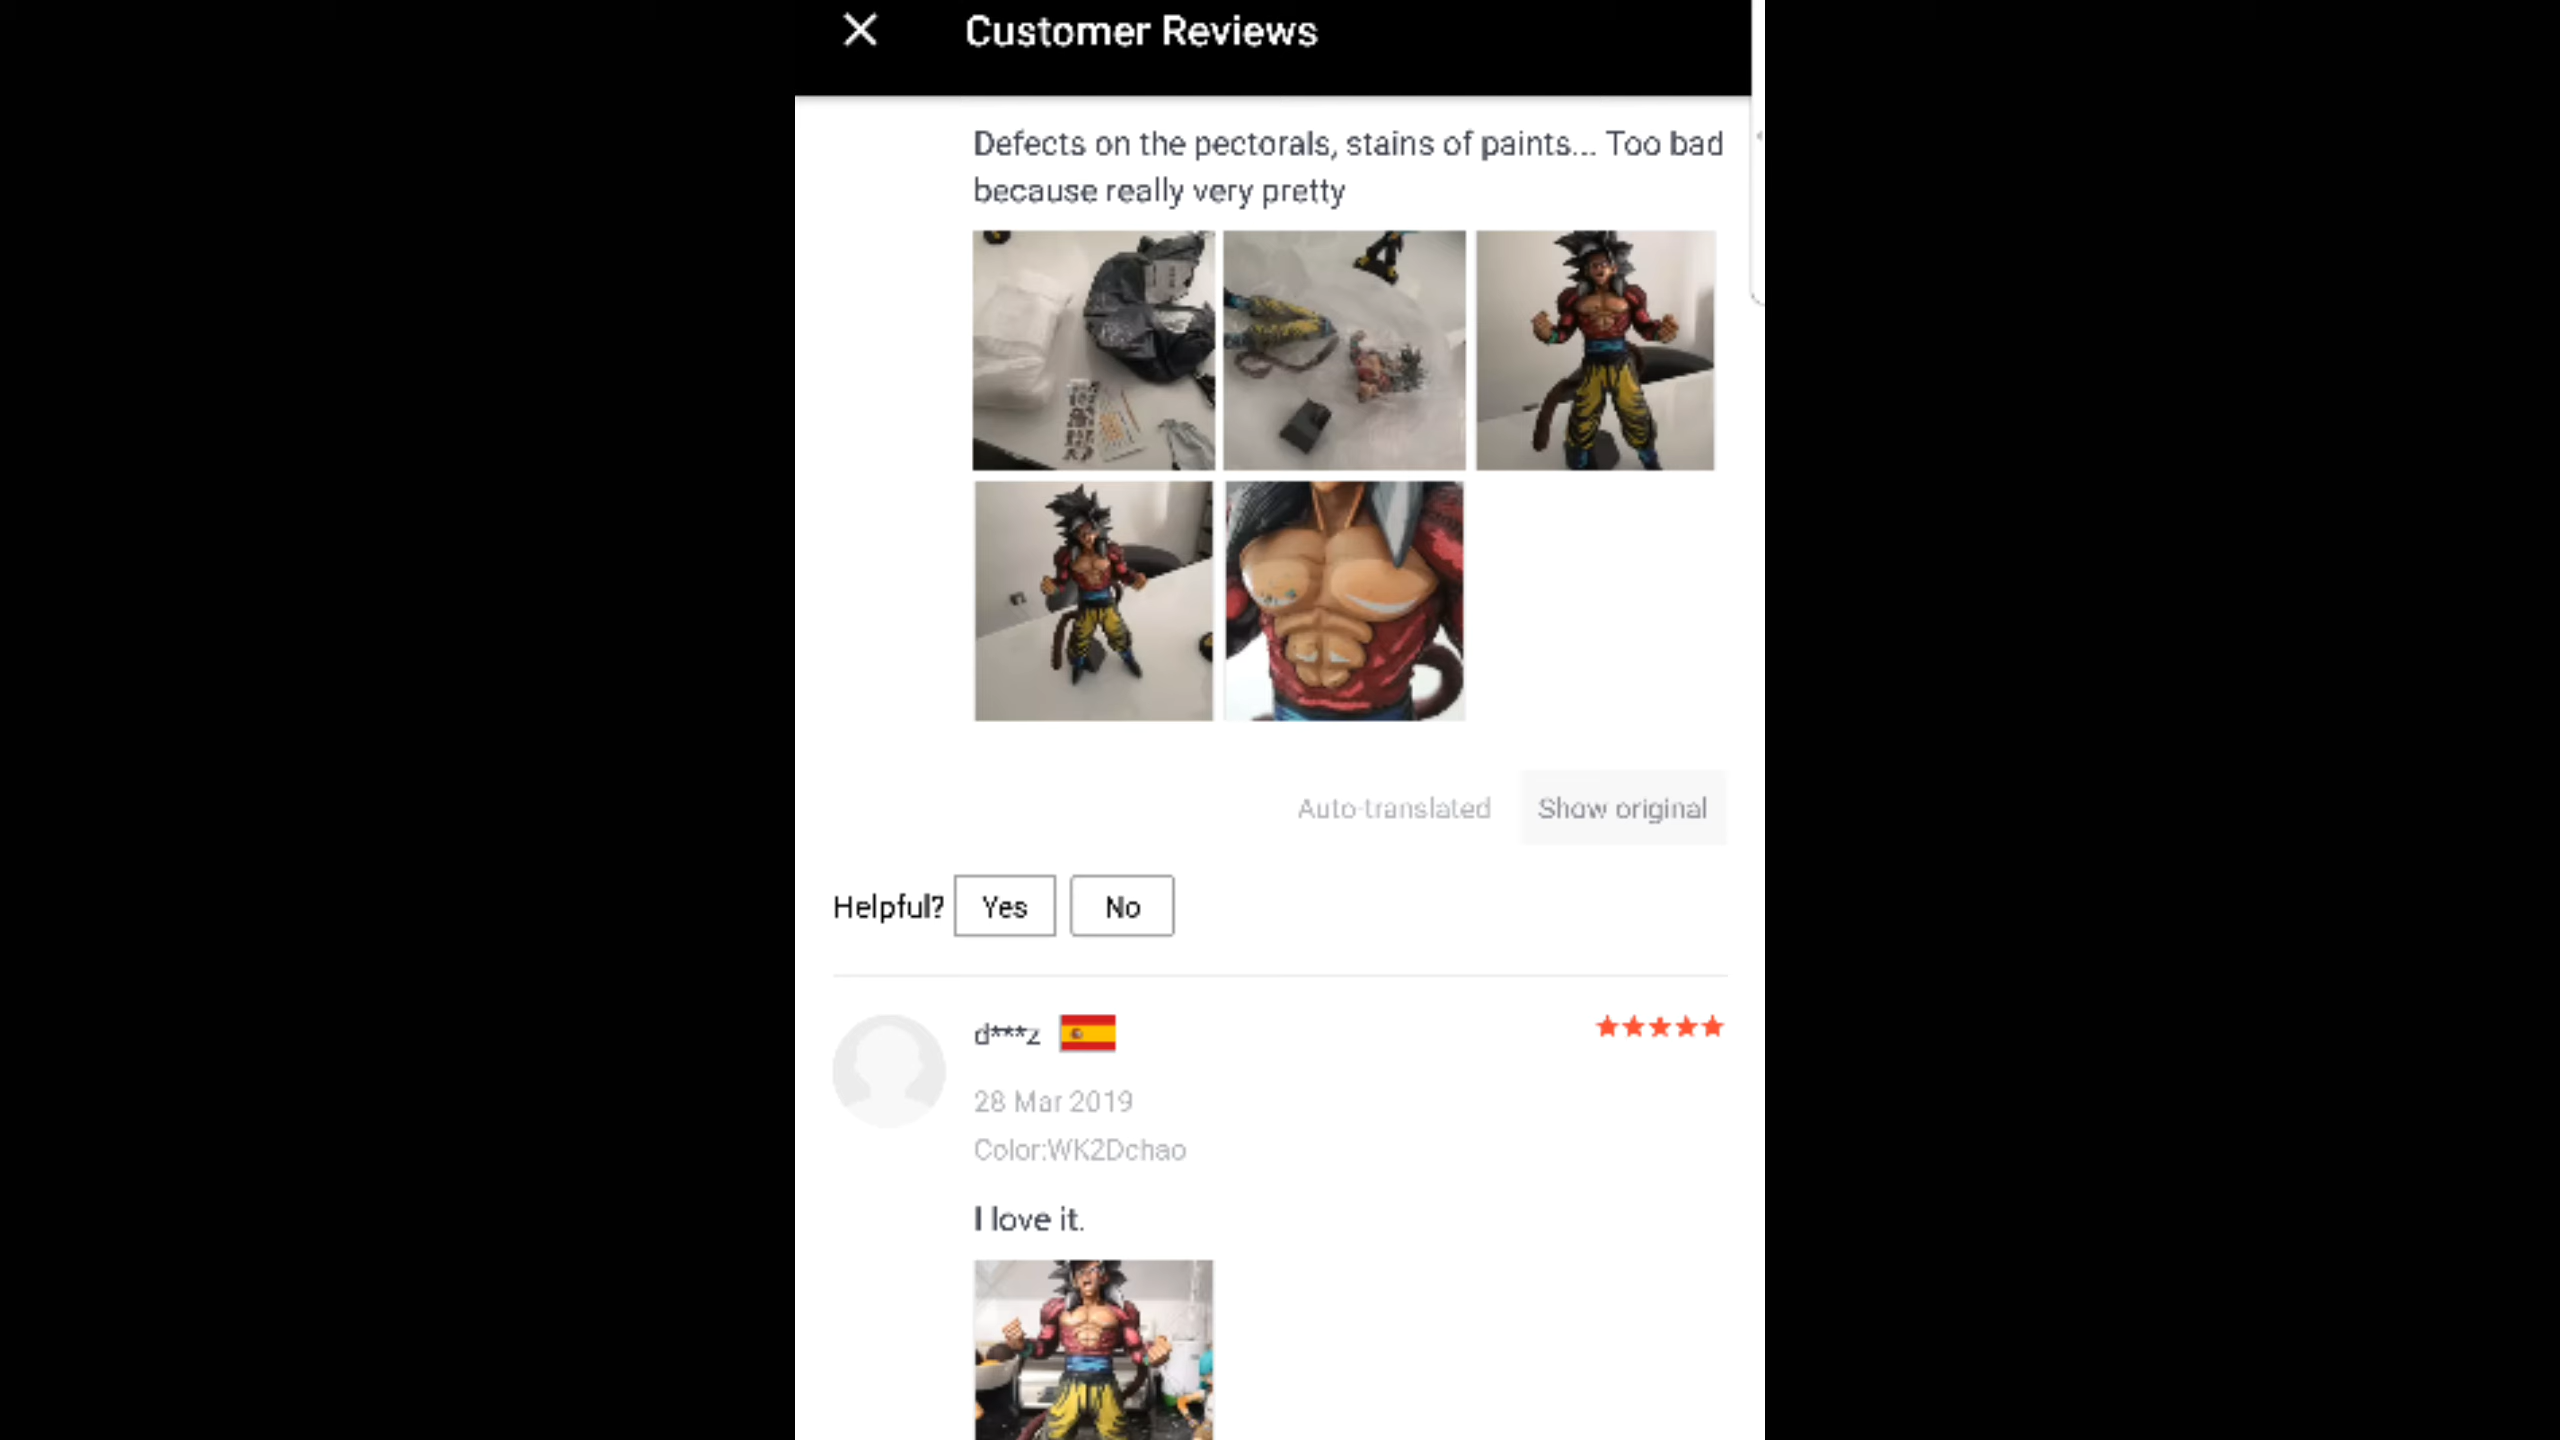 Customer Reviews
Defects on the pectorals, stains of paints... Too bad
because really very pretty
Auto-translated
Show original
Helpful?
Yes
No
d***z
28 Mar 2019
Color:WK2Dchao
I love it.